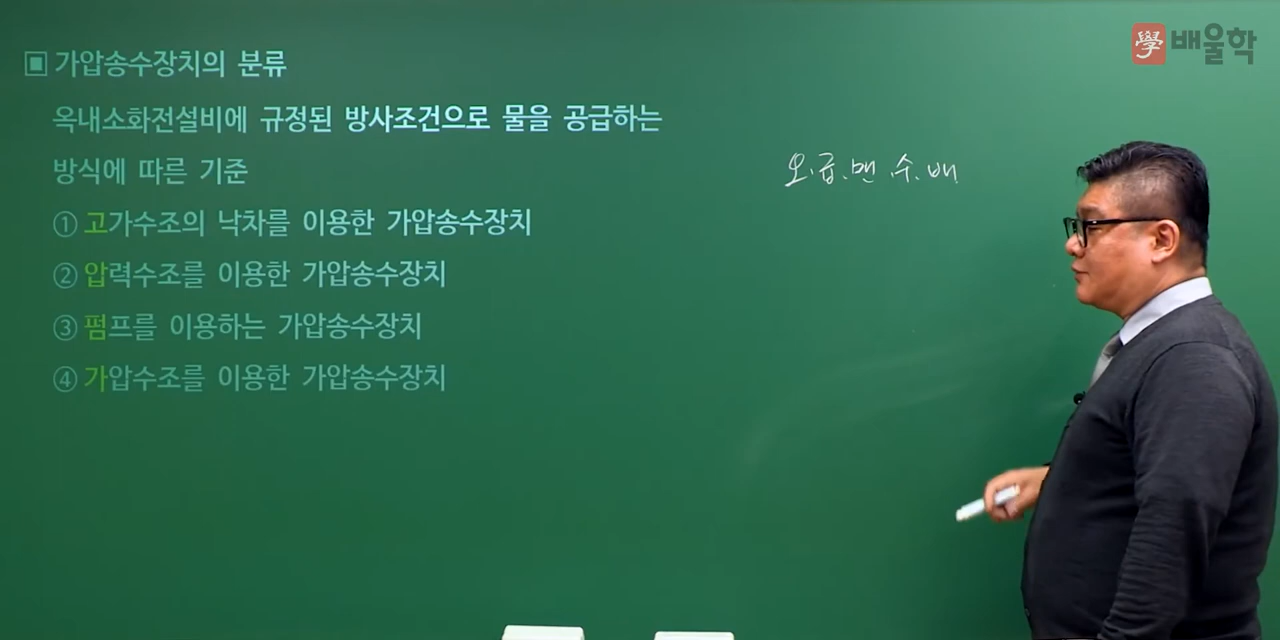 學 배울학
▣ 가압송수장치의 분류
옥내소화전설비에 규정된 방사조건으로 물을 공급하는
방식에 따른 기준
① 고가수조의 낙차를 이용한 가압송수장치
② 압력수조를 이용한 가압송수장치
③ 펌프를 이용하는 가압송수장치
④ 가압수조를 이용한 가압송수장치
오.급.맨.수.배